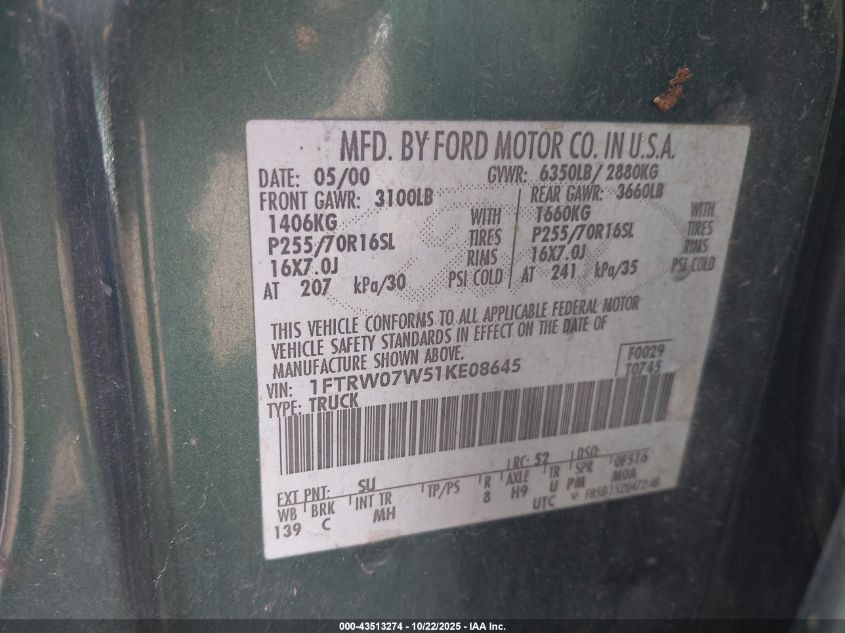 MFD. BY FORD MOTOR CO. IN U.S.A.
DATE: 05/00 GVWR: 6350LB/ 2880KG
FRONT GAWR: 3100LB REAR GAWR: 3660LB
1406KG WITH 1660KG WITH
P255/70R16SL TIRES P255/70R16SL TIRES
16X7.0J RIMS 16X7.0J RIMS
AT 207 kPa/30 PSI COLD AT 241 kPa/35 PSI COLD
THIS VEHICLE CONFORMS TO ALL APPLICABLE FEDERAL MOTOR
VEHICLE SAFETY STANDARDS IN EFFECT ON THE DATE OF
MANUFACTURE SHOWN ABOVE.
VIN: 1FTRW07W51KE08645 F0029
TYPE: TRUCK T0745
EXT PNT: SU RC: 52 DSO: 0F516
WB BRK INT TR TP/PS R AXLE TR SPR
139 C MH 8 H9 U PM M0A
UTC
000-43513274 - 10/22/2025 - IAA Inc.